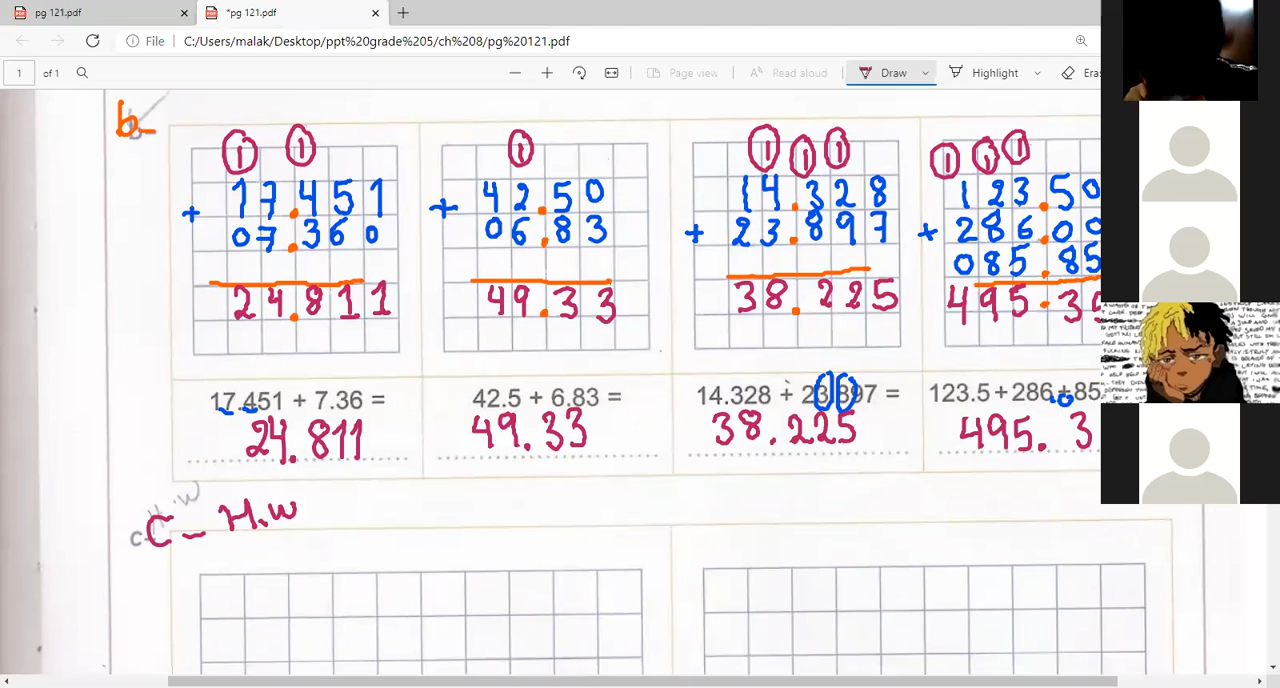 pg 121.pdf
*pg 121.pdf
File C:/Users/malak/Desktop/ppt%20grade%205/ch%208/pg%20121.pdf
1 of 1 Page view Read aloud Draw Highlight Eras
b-
1 1
17.451
+ 07.360
24.811
17.451 + 7.36 =
24.811
1
42.50
+ 06.83
49.33
42.5 + 6.83 =
49.33
1 1 1
14.328
+ 23.897
38.225
14.328 + 23.897 =
38.225
1 1 1
123.50
+ 286.00
085.85
495.3
123.5+286+85
.0
495.3
C- H.w